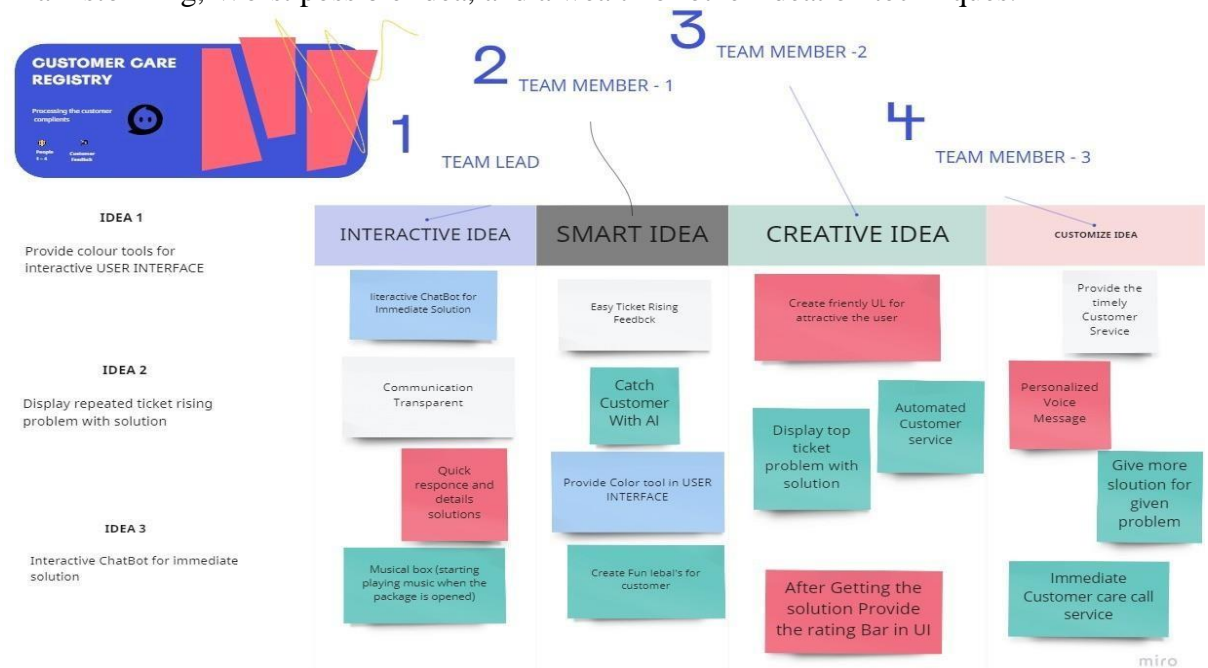 CUSTOMER CARE
REGISTRY
Processing the customer
complients
People
1 - 4
Customer
Feedbck
1
TEAM LEAD
2
TEAM MEMBER - 1
3
TEAM MEMBER -2
4
TEAM MEMBER - 3
IDEA 1
Provide colour tools for
interactive USER INTERFACE
IDEA 2
Display repeated ticket rising
problem with solution
IDEA 3
Interactive ChatBot for immediate
solution
INTERACTIVE IDEA
Iiteractive ChatBot for
Immediate Solution
Communication
Transparent
Quick
responce and
details
solutions
Musical box (starting
playing music when the
package is opened)
SMART IDEA
Easy Ticket Rising
Feedbck
Catch
Customer
With AI
Provide Color tool in USER
INTERFACE
Create Fun lebal's for
customer
CREATIVE IDEA
Create friently UL for
attractive the user
Automated
Customer
service
Display top
ticket
problem with
solution
After Getting the
solution Provide
the rating Bar in UI
CUSTOMIZE IDEA
Provide the
timely
Customer
Srevice
Personalized
Voice
Message
Give more
sloution for
given
problem
Immediate
Customer care call
service
miro